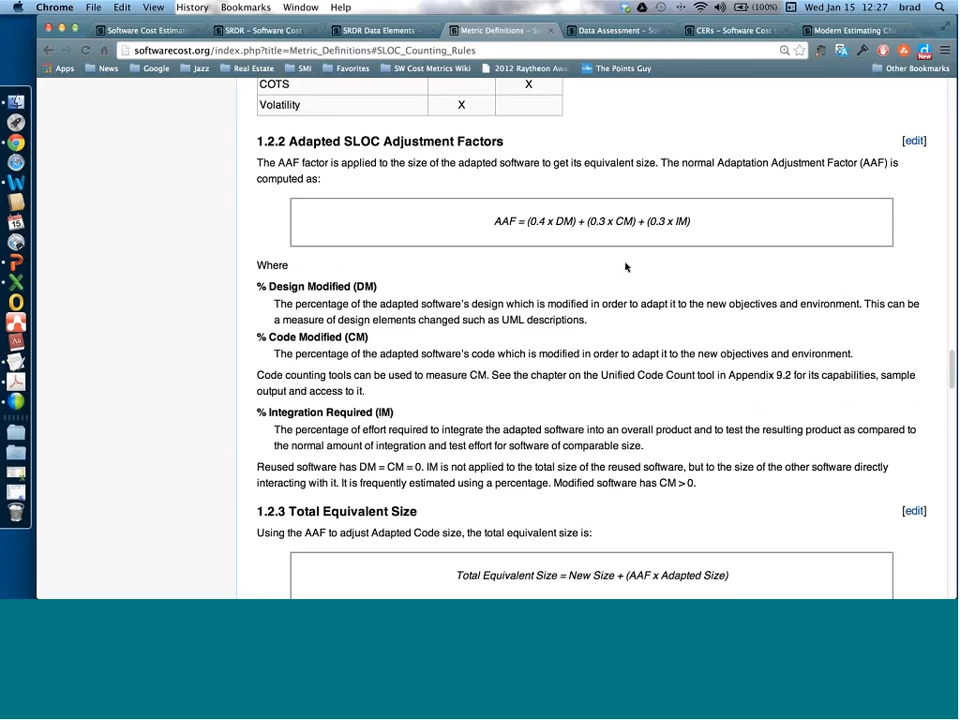 Chrome File Edit View History Bookmarks Window Help (100%) Wed Jan 15 12:27 brad
Software Cost Estimat SRDR – Software Cost SRDR Data Elements - Metric Definitions – So Data Assessment – So CERs – Software Cost E Modern Estimating Ch
softwarecost.org/index.php?title=Metric_Definitions#SLOC_Counting_Rules
Apps News Google Jazz Real Estate SMI Favorites SW Cost Metrics Wiki 2012 Raytheon Awa The Points Guy Other Bookmarks
COTS X
Volatility X
1.2.2 Adapted SLOC Adjustment Factors [edit]
The AAF factor is applied to the size of the adapted software to get its equivalent size. The normal Adaptation Adjustment Factor (AAF) is
computed as:
AAF = (0.4 x DM) + (0.3 x CM) + (0.3 x IM)
Where
% Design Modified (DM)
The percentage of the adapted software's design which is modified in order to adapt it to the new objectives and environment. This can be
a measure of design elements changed such as UML descriptions.
% Code Modified (CM)
The percentage of the adapted software's code which is modified in order to adapt it to the new objectives and environment.
Code counting tools can be used to measure CM. See the chapter on the Unified Code Count tool in Appendix 9.2 for its capabilities, sample
output and access to it.
% Integration Required (IM)
The percentage of effort required to integrate the adapted software into an overall product and to test the resulting product as compared to
the normal amount of integration and test effort for software of comparable size.
Reused software has DM = CM = 0. IM is not applied to the total size of the reused software, but to the size of the other software directly
interacting with it. It is frequently estimated using a percentage. Modified software has CM > 0.
1.2.3 Total Equivalent Size [edit]
Using the AAF to adjust Adapted Code size, the total equivalent size is:
Total Equivalent Size = New Size + (AAF x Adapted Size)